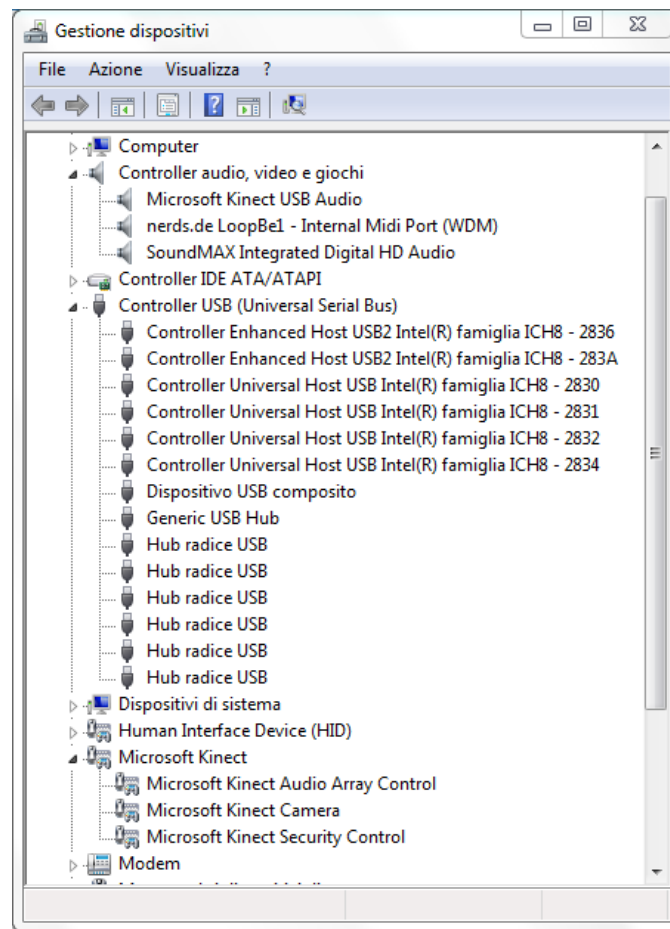 Gestione dispositivi
File Azione Visualizza ?
Computer
Controller audio, video e giochi
Microsoft Kinect USB Audio
nerds.de LoopBe1 - Internal Midi Port (WDM)
SoundMAX Integrated Digital HD Audio
Controller IDE ATA/ATAPI
Controller USB (Universal Serial Bus)
Controller Enhanced Host USB2 Intel(R) famiglia ICH8 - 2836
Controller Enhanced Host USB2 Intel(R) famiglia ICH8 - 283A
Controller Universal Host USB Intel(R) famiglia ICH8 - 2830
Controller Universal Host USB Intel(R) famiglia ICH8 - 2831
Controller Universal Host USB Intel(R) famiglia ICH8 - 2832
Controller Universal Host USB Intel(R) famiglia ICH8 - 2834
Dispositivo USB composito
Generic USB Hub
Hub radice USB
Hub radice USB
Hub radice USB
Hub radice USB
Hub radice USB
Hub radice USB
Dispositivi di sistema
Human Interface Device (HID)
Microsoft Kinect
Microsoft Kinect Audio Array Control
Microsoft Kinect Camera
Microsoft Kinect Security Control
Modem